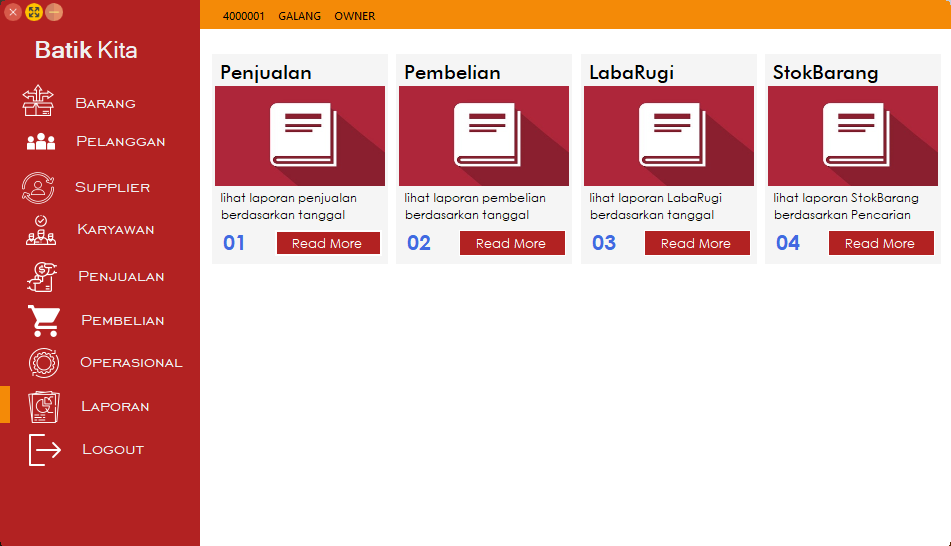 4000001 GALANG OWNER
Batik Kita
Barang
Pelanggan
Supplier
Karyawan
Penjualan
Pembelian
Operasional
Laporan
Logout
Penjualan
lihat laporan penjualan
berdasarkan tanggal
01 Read More
Pembelian
lihat laporan pembelian
berdasarkan tanggal
02 Read More
LabaRugi
lihat laporan LabaRugi
berdasarkan tanggal
03 Read More
StokBarang
lihat laporan StokBarang
berdasarkan Pencarian
04 Read More